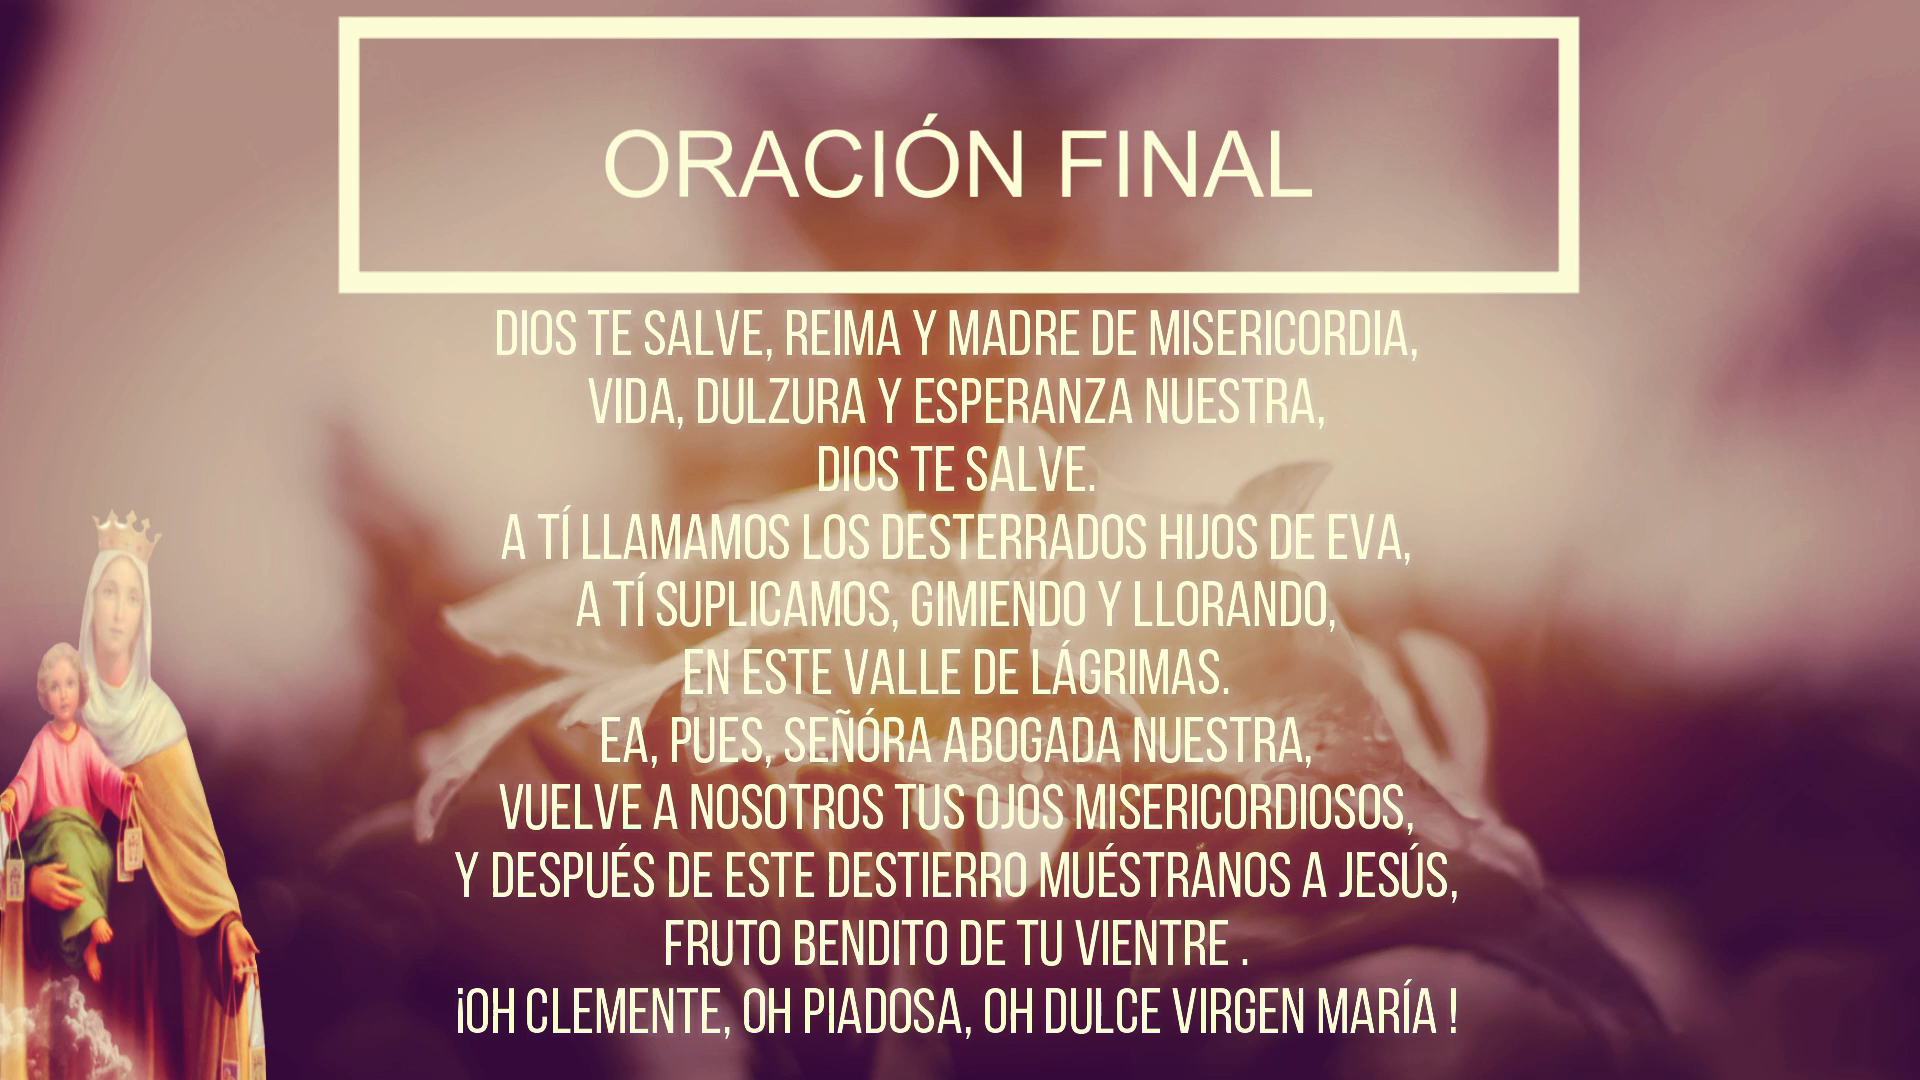 ORACIÓN FINAL
DIOS TE SALVE, REIMA Y MADRE DE MISERICORDIA,
VIDA, DULZURA Y ESPERANZA NUESTRA,
DIOS TE SALVE.
A TÍ LLAMAMOS LOS DESTERRADOS HIJOS DE EVA,
A TÍ SUPLICAMOS, GIMIENDO Y LLORANDO,
EN ESTE VALLE DE LÁGRIMAS.
EA, PUES, SEÑÓRA ABOGADA NUESTRA,
VUELVE A NOSOTROS TUS OJOS MISERICORDIOSOS,
Y DESPUÉS DE ESTE DESTIERRO MUÉSTRANOS A JESÚS,
FRUTO BENDITO DE TU VIENTRE .
¡OH CLEMENTE, OH PIADOSA, OH DULCE VIRGEN MARÍA !